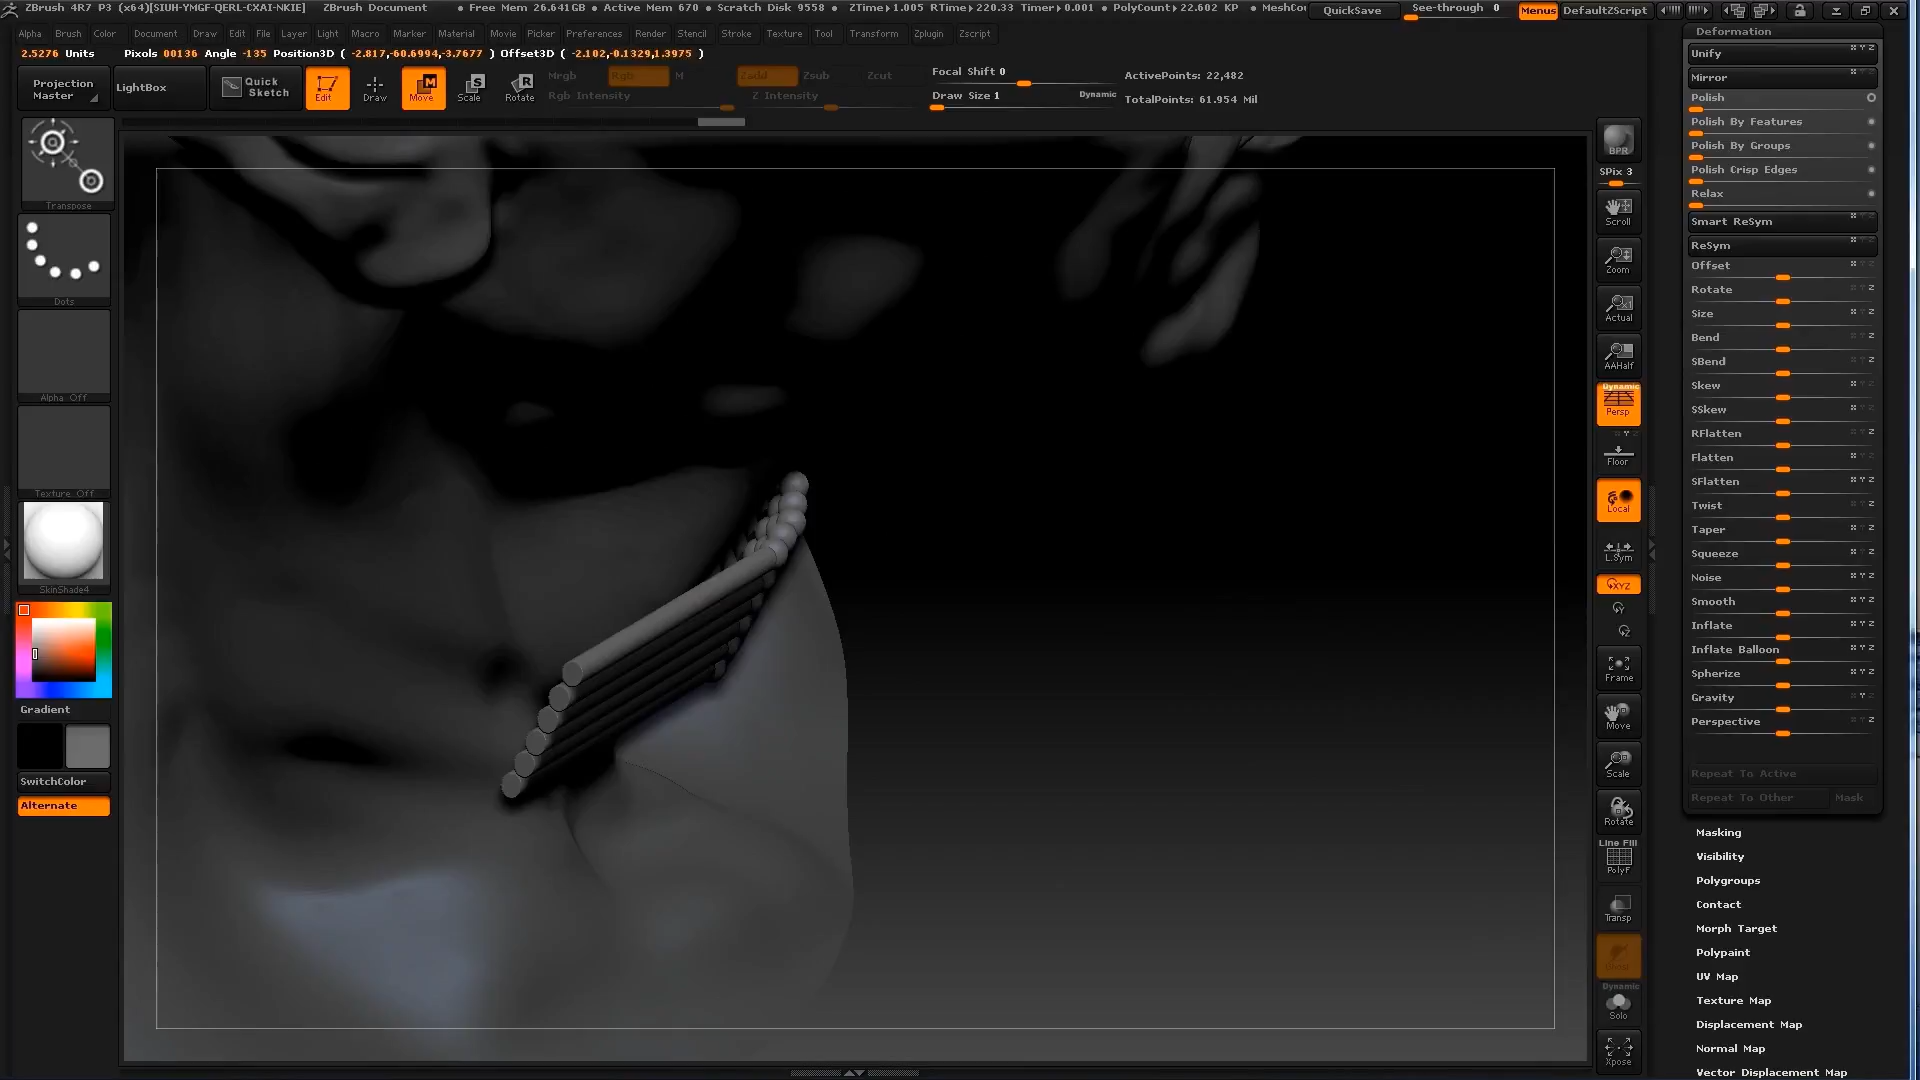 ZBrush 4R7 P3 (x64)[SIUH-YMGF-QERL-CXAI-NKIE] ZBrush Document • Free Mem 26.641GB • Active Mem 670 • Scratch Disk 9558 • ZTime▸1.005 RTime▸220.33 Timer▸0.001 • PolyCount▸22.602 KP • MeshCou QuickSave See-through 0 Menus DefaultZScript
Alpha Brush Color Document Draw Edit File Layer Light Macro Marker Material Movie Picker Preferences Render Stencil Stroke Texture Tool Transform Zplugin Zscript
2.5276 Units Pixols 00136 Angle -135 Position3D ( -2.817,-60.6994,-3.7677 ) Offset3D ( -2.102,-0.1329,1.3975 )
Projection Master
LightBox
Quick Sketch
Edit
Draw
Move
Scale
Rotate
Mrgb Rgb M
Rgb Intensity
Zadd Zsub Zcut
Z Intensity
Focal Shift 0
Draw Size 1 Dynamic
ActivePoints: 22,482
TotalPoints: 61.954 Mil
Transpose
Dots
Alpha Off
Texture Off
SkinShade4
Gradient
SwitchColor
Alternate
BPR
SPix 3
Scroll
Zoom
Actual
AAHalf
Dynamic
Persp
Floor
Local
L.Sym
XYZ
Y
Z
Frame
Move
Scale
Rotate
Line Fill
PolyF
Transp
Dynamic
Solo
Xpose
Deformation
Unify
Mirror
Polish
Polish By Features
Polish By Groups
Polish Crisp Edges
Relax
Smart ReSym
ReSym
Offset
Rotate
Size
Bend
SBend
Skew
SSkew
RFlatten
Flatten
SFlatten
Twist
Taper
Squeeze
Noise
Smooth
Inflate
Inflate Balloon
Spherize
Gravity
Perspective
Repeat To Active
Repeat To Other Mask
Masking
Visibility
Polygroups
Contact
Morph Target
Polypaint
UV Map
Texture Map
Displacement Map
Normal Map
Vector Displacement Map